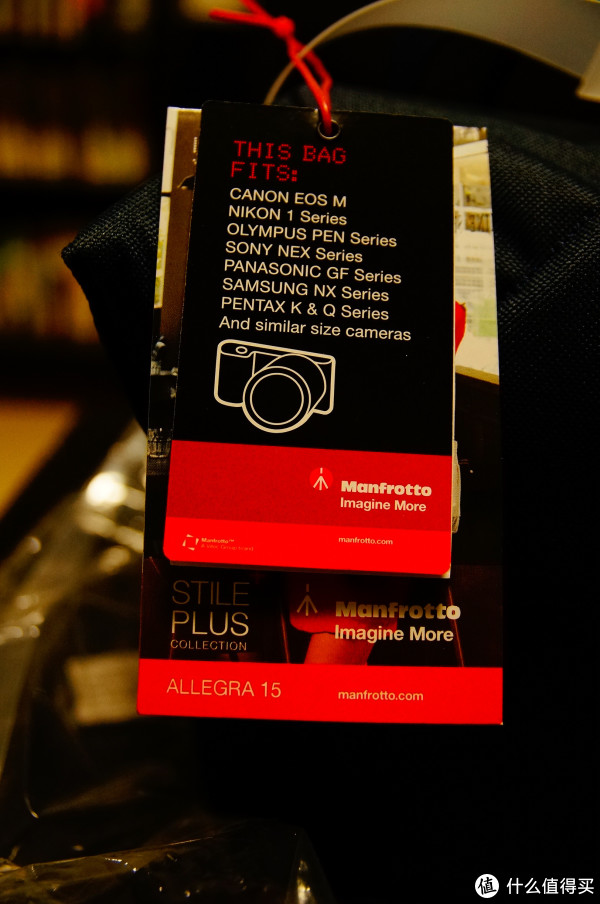 THIS BAG
FITS:
CANON EOS M
NIKON 1 Series
OLYMPUS PEN Series
SONY NEX Series
PANASONIC GF Series
SAMSUNG NX Series
PENTAX K & Q Series
And similar size cameras
Manfrotto
Imagine More
Manfrotto™
manfrotto.com
STILE
PLUS
COLLECTION
Manfrotto
Imagine More
ALLEGRA 15
manfrotto.com
值 什么值得买